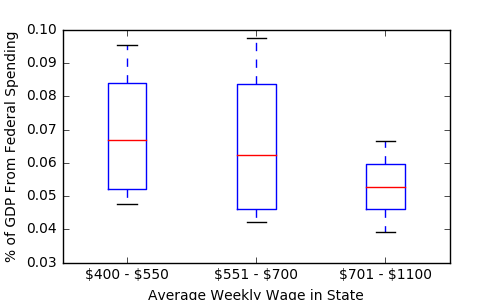 % of GDP From Federal Spending
0.10
0.09
0.08
0.07
0.06
0.05
0.04
0.03
$400 - $550 $551 - $700 $701 - $1100
Average Weekly Wage in State